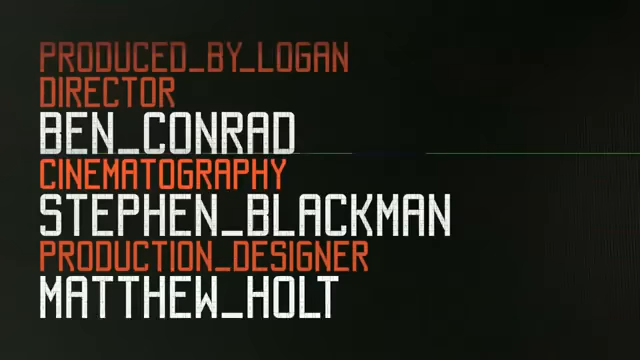 PRODUCED_BY_LOGAN
DIRECTOR
BEN_CONRAD
CINEMATOGRAPHY
STEPHEN_BLACKMAN
PRODUCTION_DESIGNER
MATTHEW_HOLT